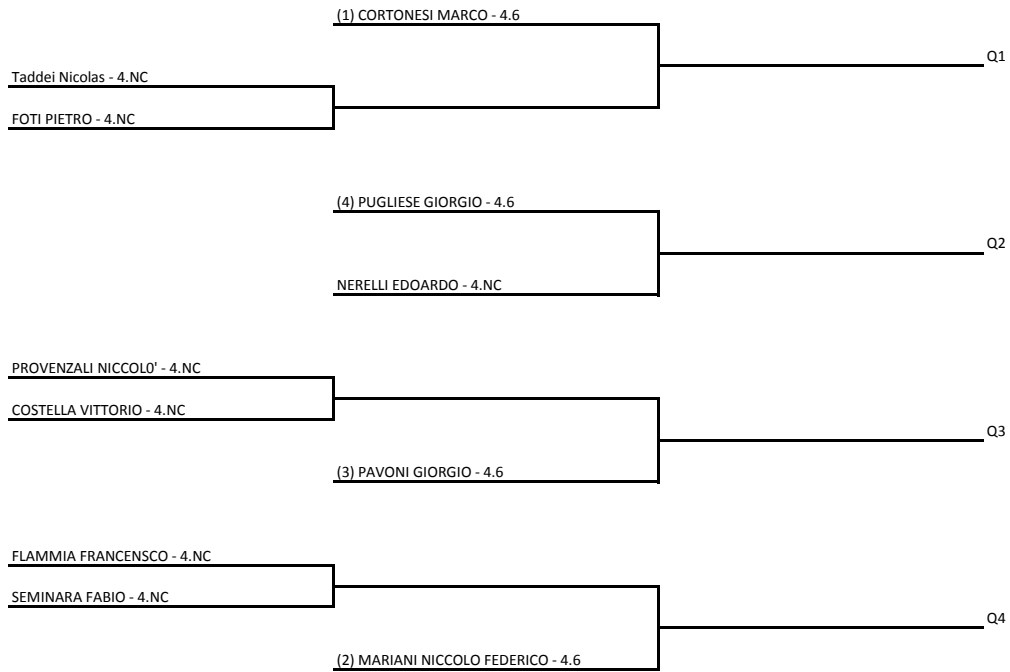 (1) CORTONESI MARCO - 4.6
Q1
Taddei Nicolas - 4.NC
FOTI PIETRO - 4.NC
(4) PUGLIESE GIORGIO - 4.6
Q2
NERELLI EDOARDO - 4.NC
PROVENZALI NICCOL0' - 4.NC
COSTELLA VITTORIO - 4.NC
Q3
(3) PAVONI GIORGIO - 4.6
FLAMMIA FRANCENSCO - 4.NC
SEMINARA FABIO - 4.NC
Q4
(2) MARIANI NICCOLO FEDERICO - 4.6